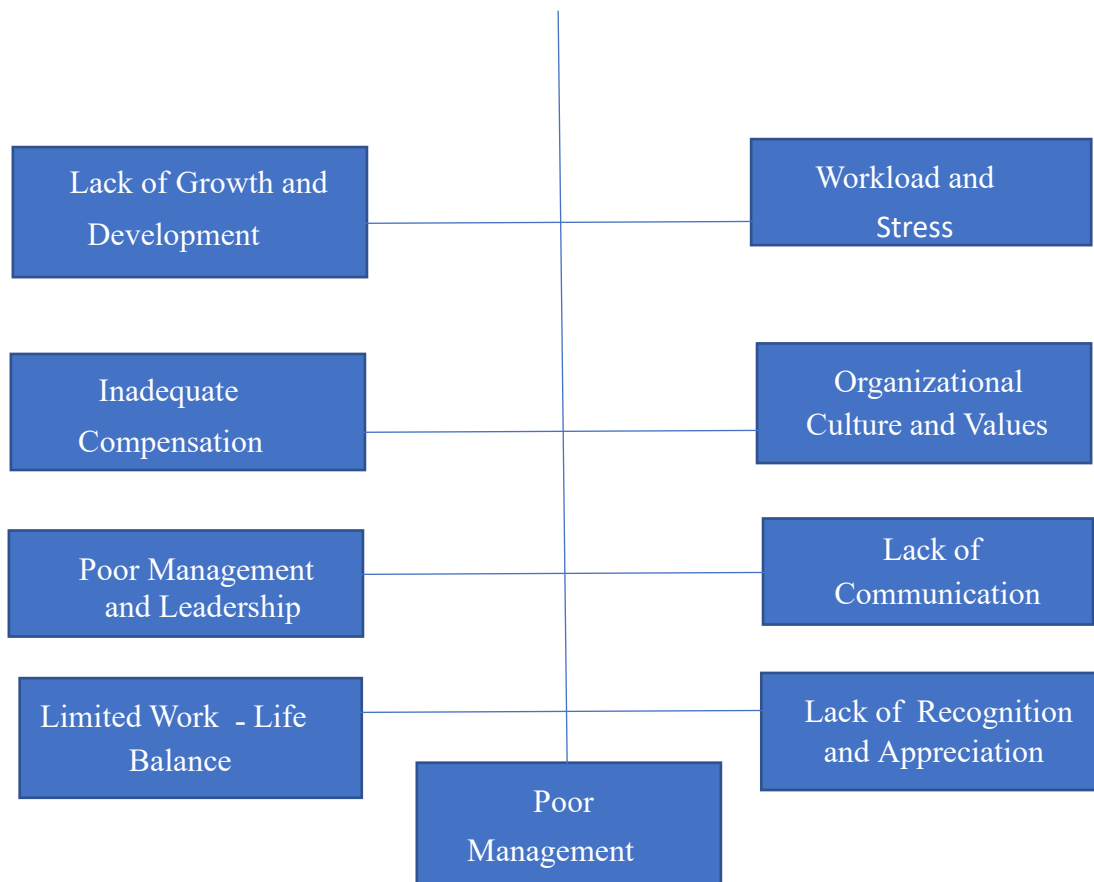 Lack of Growth and
Development
Workload and
Stress
Inadequate
Compensation
Organizational
Culture and Values
Poor Management
and Leadership
Lack of
Communication
Limited Work - Life
Balance
Lack of Recognition
and Appreciation
Poor
Management